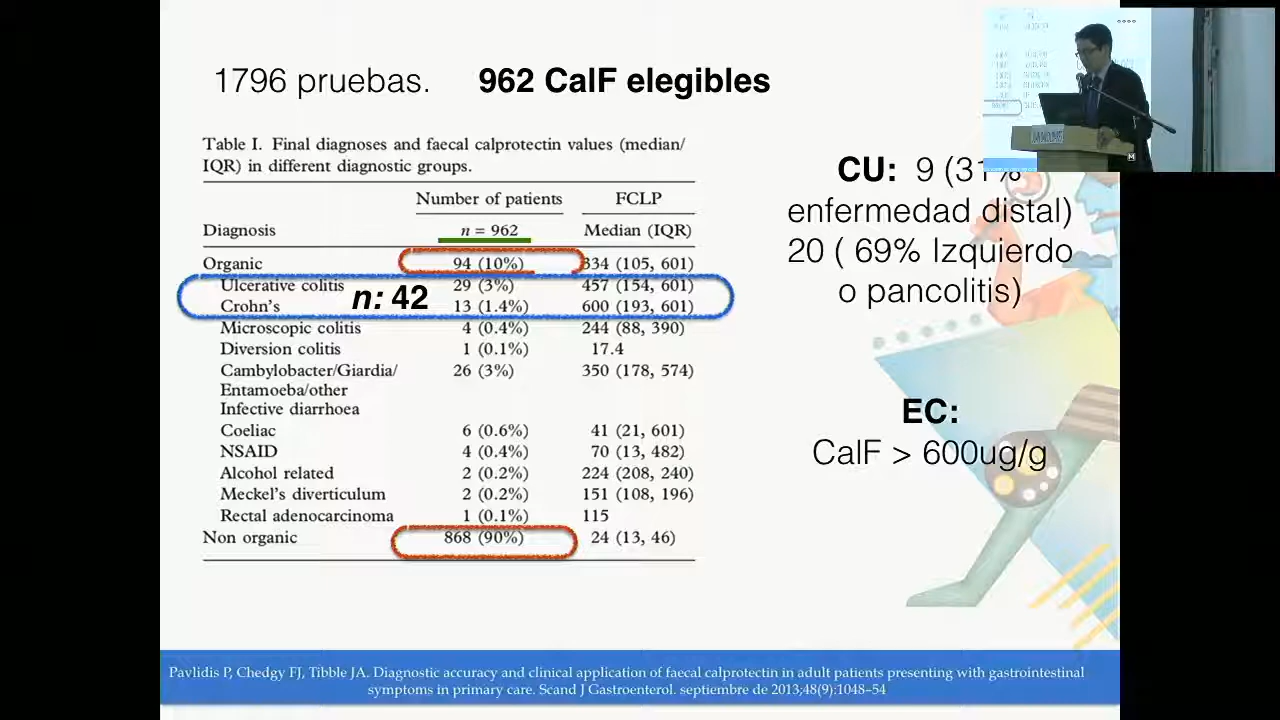 1796 pruebas. 962 CalF elegibles
Table I. Final diagnoses and faecal calprotectin values (median/
IQR) in different diagnostic groups.
Number of patients FCLP
Diagnosis n = 962 Median (IQR)
Organic 94 (10%) 334 (105, 601)
Ulcerative colitis 29 (3%) 457 (154, 601)
n: 42
Crohn's 13 (1.4%) 600 (193, 601)
Microscopic colitis 4 (0.4%) 244 (88, 390)
Diversion colitis 1 (0.1%) 17.4
Cambylobacter/Giardia/ 26 (3%) 350 (178, 574)
Entamoeba/other
Infective diarrhoea
Coeliac 6 (0.6%) 41 (21, 601)
NSAID 4 (0.4%) 70 (13, 482)
Alcohol related 2 (0.2%) 224 (208, 240)
Meckel's diverticulum 2 (0.2%) 151 (108, 196)
Rectal adenocarcinoma 1 (0.1%) 115
Non organic 868 (90%) 24 (13, 46)
CU: 9 (31%
enfermedad distal)
20 ( 69% Izquierdo
o pancolitis)
EC:
CalF > 600ug/g
Pavlidis P, Chedgy FJ, Tibble JA. Diagnostic accuracy and clinical application of faecal calprotectin in adult patients presenting with gastrointestinal
symptoms in primary care. Scand J Gastroenterol. septiembre de 2013;48(9):1048–54